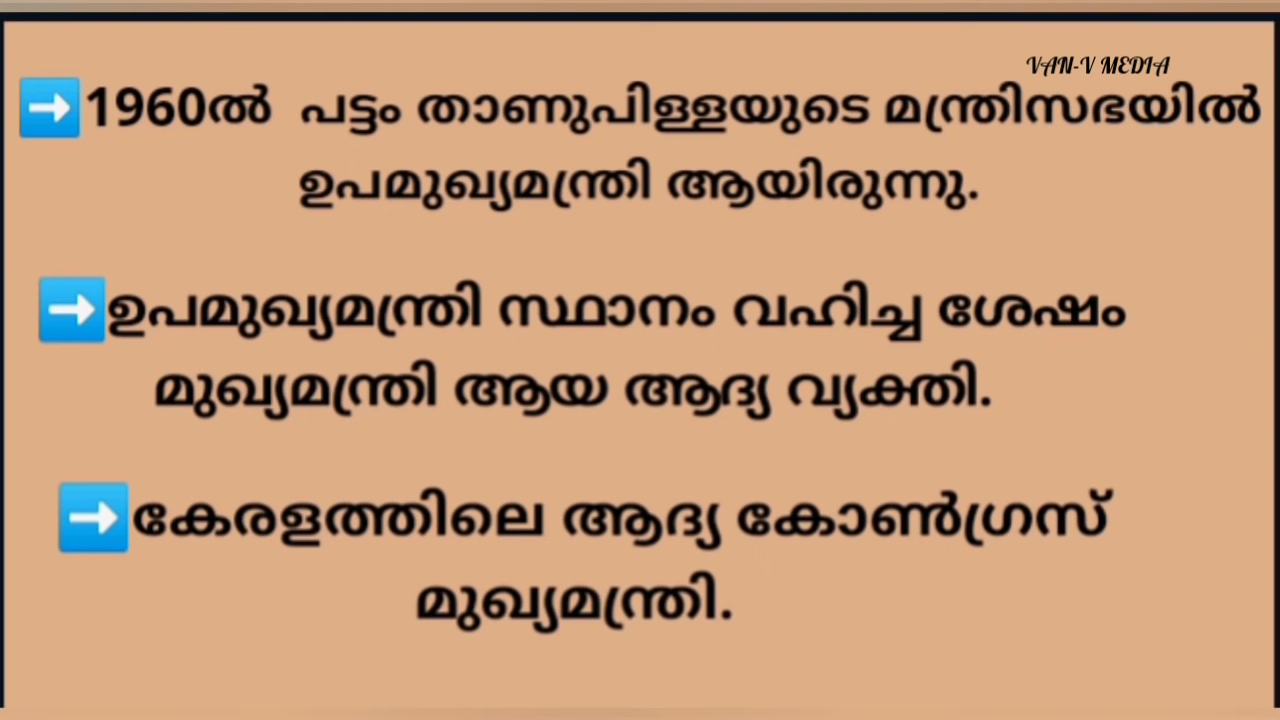 VAN-V MEDIA
➡1960ൽ പട്ടം താണുപിള്ളയുടെ മന്ത്രിസഭയിൽ
ഉപമുഖ്യമന്ത്രി ആയിരുന്നു.
➡ഉപമുഖ്യമന്ത്രി സ്ഥാനം വഹിച്ച ശേഷം
മുഖ്യമന്ത്രി ആയ ആദ്യ വ്യക്തി.
➡കേരളത്തിലെ ആദ്യ കോൺഗ്രസ്
മുഖ്യമന്ത്രി.